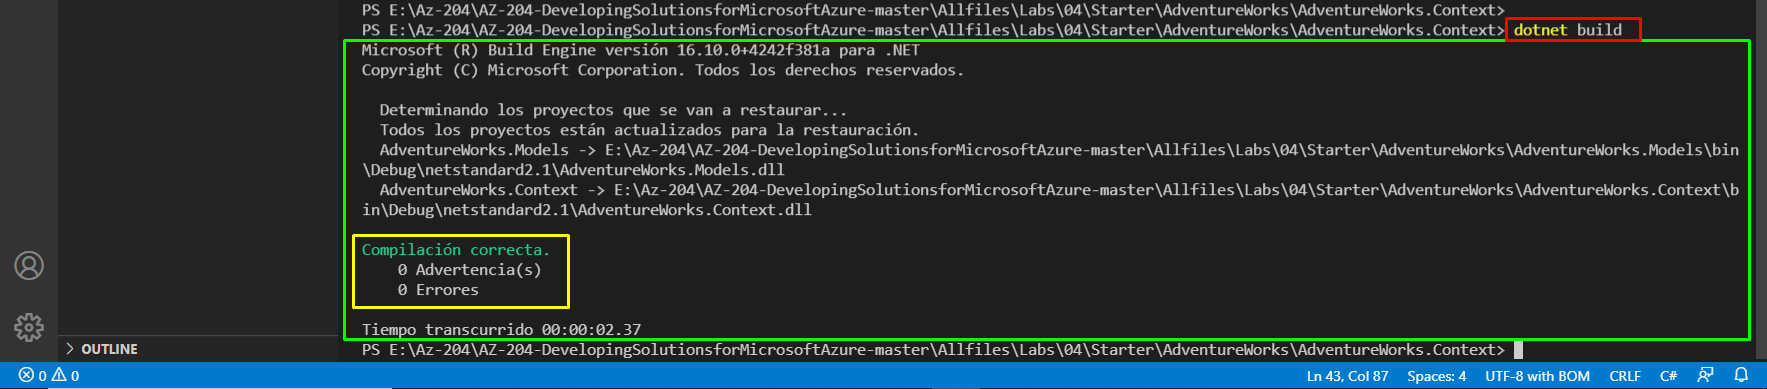 PS E:\Az-204\AZ-204-DevelopingSolutionsforMicrosoftAzure-master\Allfiles\Labs\04\Starter\AdventureWorks\AdventureWorks.Context>
PS E:\Az-204\AZ-204-DevelopingSolutionsforMicrosoftAzure-master\Allfiles\Labs\04\Starter\AdventureWorks\AdventureWorks.Context> dotnet build
Microsoft (R) Build Engine versión 16.10.0+4242f381a para .NET
Copyright (C) Microsoft Corporation. Todos los derechos reservados.
Determinando los proyectos que se van a restaurar...
Todos los proyectos están actualizados para la restauración.
AdventureWorks.Models -> E:\Az-204\AZ-204-DevelopingSolutionsforMicrosoftAzure-master\Allfiles\Labs\04\Starter\AdventureWorks\AdventureWorks.Models\bin
\Debug\netstandard2.1\AdventureWorks.Models.dll
AdventureWorks.Context -> E:\Az-204\AZ-204-DevelopingSolutionsforMicrosoftAzure-master\Allfiles\Labs\04\Starter\AdventureWorks\AdventureWorks.Context\b
in\Debug\netstandard2.1\AdventureWorks.Context.dll
Compilación correcta.
0 Advertencia(s)
0 Errores
Tiempo transcurrido 00:00:02.37
PS E:\Az-204\AZ-204-DevelopingSolutionsforMicrosoftAzure-master\Allfiles\Labs\04\Starter\AdventureWorks\AdventureWorks.Context>
OUTLINE
0 0 Ln 43, Col 87 Spaces: 4 UTF-8 with BOM CRLF C#